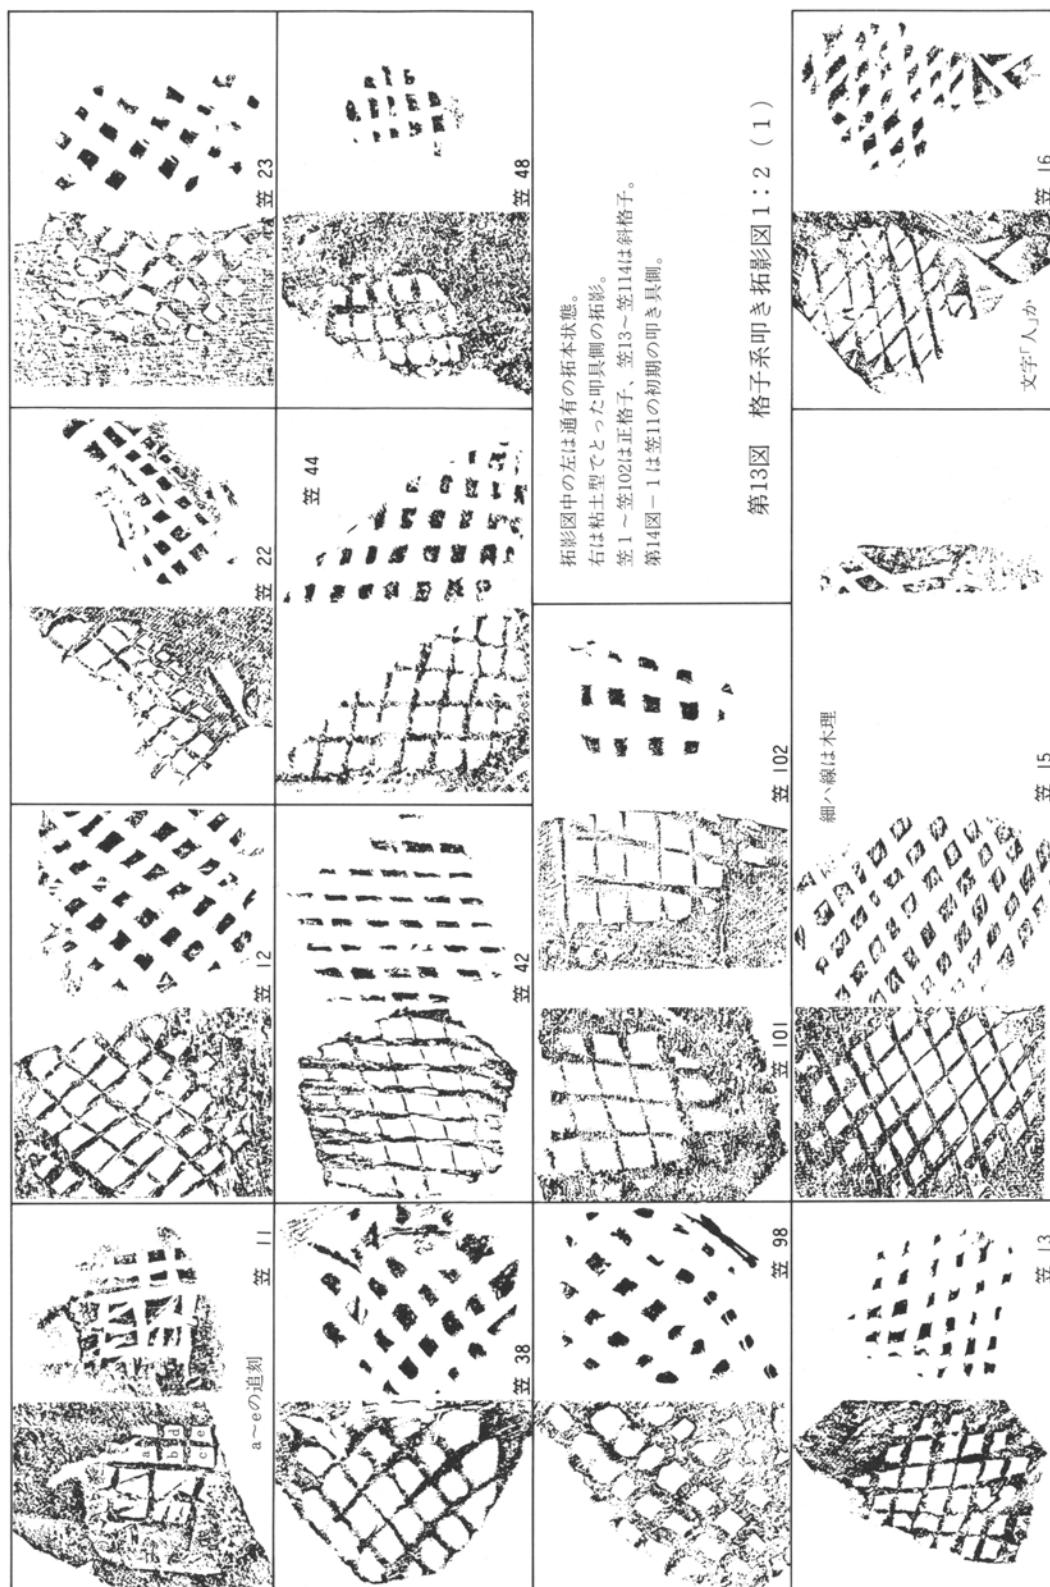 a
b d
c e
笠 11
a～eの追刻
笠 12
笠 22
笠 23
笠 38
笠 42
笠 44
笠 48
笠 98
笠 101
笠 102
拓影図中の左は通有の拓本状態。
右は粘土型でとった叩具側の拓影。
笠1～笠102は正格子、笠13～笠114は斜格子。
第14図－1は笠11の初期の叩き具側。
第13図 格子系叩き拓影図1:2（1）
笠 13
細ハ線は木理
笠 15
文字「人」か
笠 16